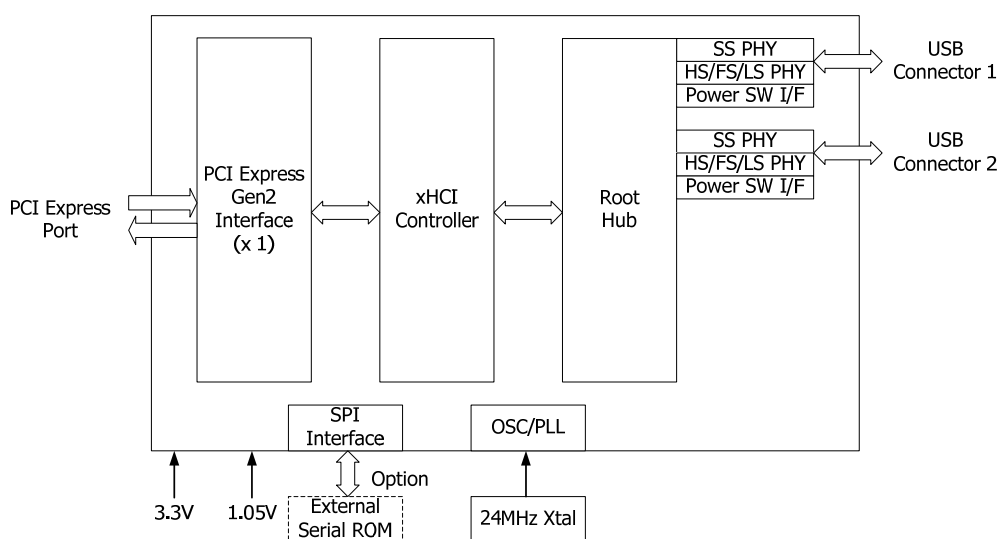 PCI Express
Port
PCI Express
Gen2
Interface
(x 1)
xHCI
Controller
Root
Hub
SS PHY
HS/FS/LS PHY
Power SW I/F
USB
Connector 1
SS PHY
HS/FS/LS PHY
Power SW I/F
USB
Connector 2
SPI
Interface
OSC/PLL
Option
3.3V
1.05V
External
Serial ROM
24MHz Xtal